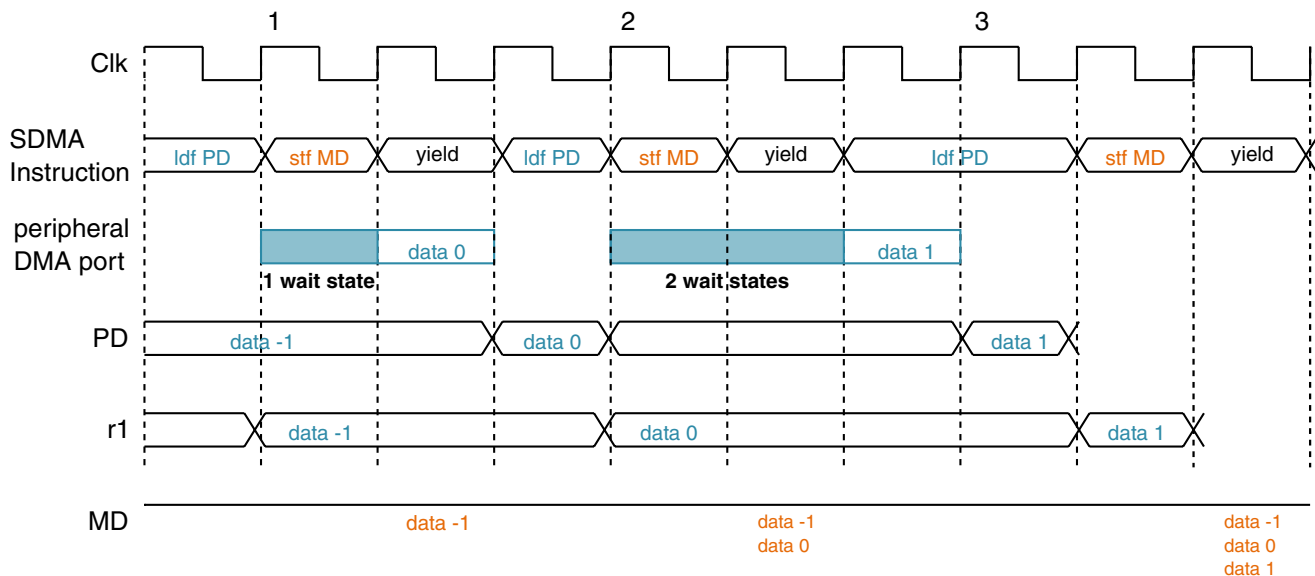 1 2 3
Clk
SDMA
Instruction
ldf PD stf MD yield ldf PD stf MD yield ldf PD stf MD yield
peripheral
DMA port
data 0 data 1
1 wait state 2 wait states
PD
data -1 data 0 data 1
r1
data -1 data 0 data 1
MD
data -1 data -1 data -1
data 0 data 0
data 1